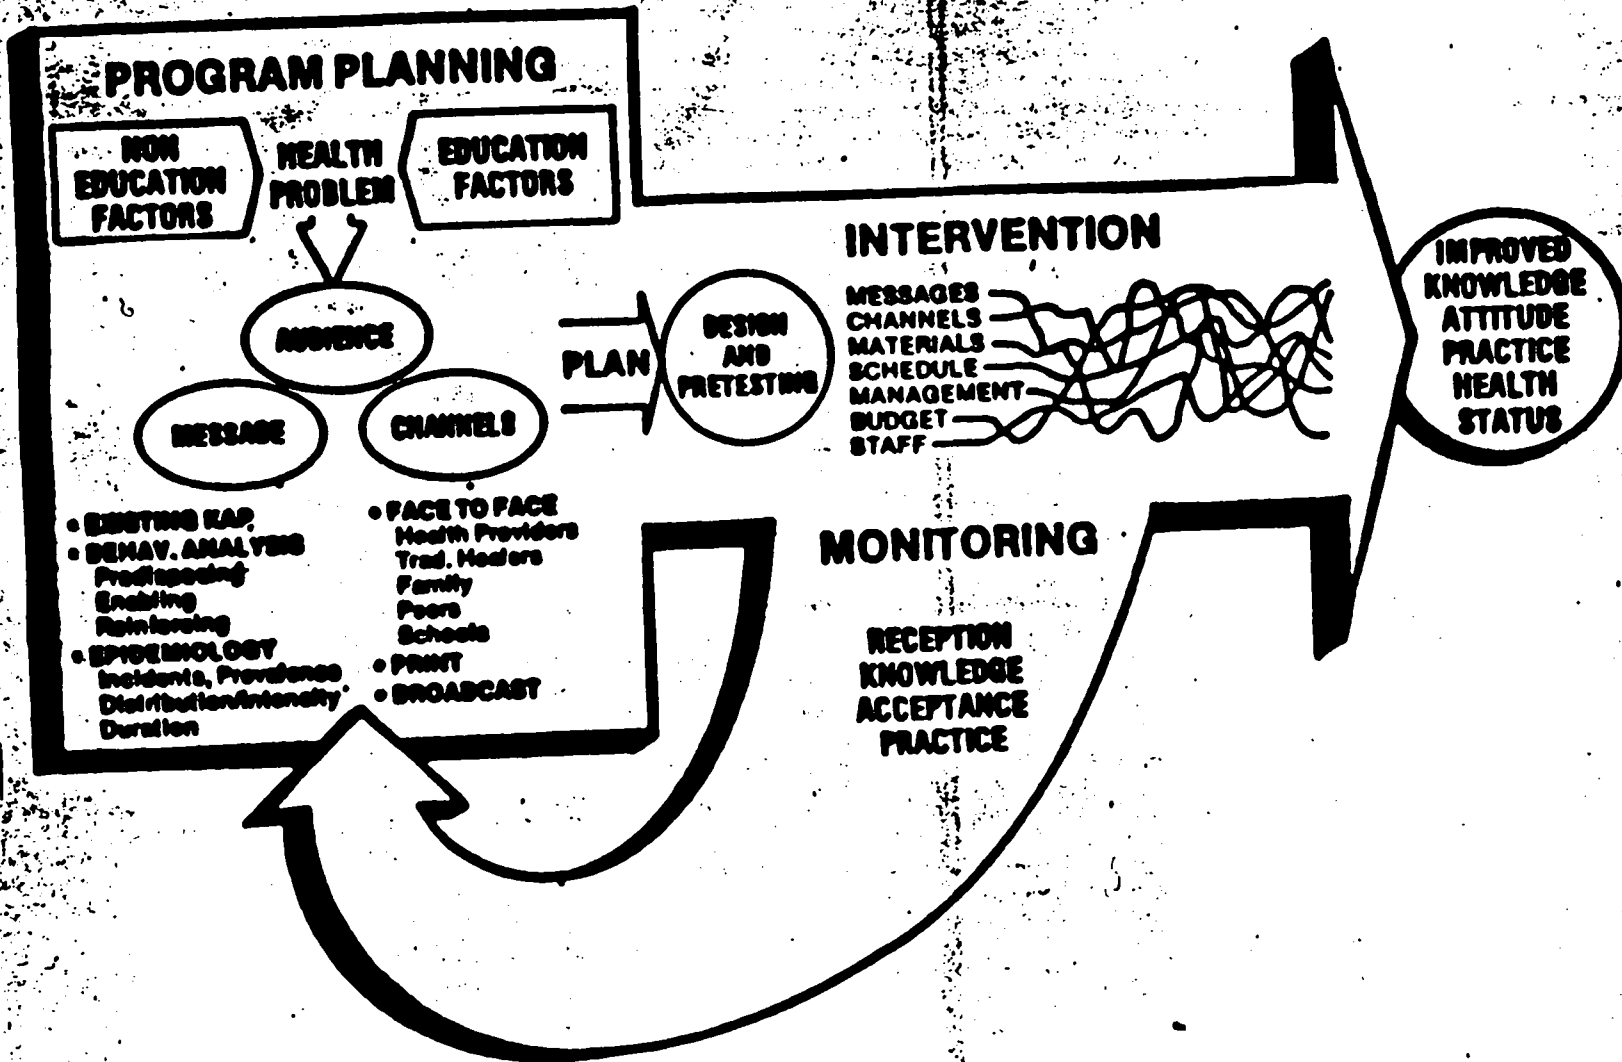 PROGRAM PLANNING
NON
EDUCATION
FACTORS
HEALTH
PROBLEM
EDUCATION
FACTORS
AUDIENCE
MESSAGE
CHANNELS
• EXISTING KAP,
• BEHAV. ANALYSIS
Predisposing
Enabling
Reinforcing
• EPIDEMIOLOGY
Incidents, Prevalence
Distribution/Intensity
Duration
• FACE TO FACE
Health Providers
Trad. Healers
Family
Peers
Schools
• PRINT
• BROADCAST
PLAN
DESIGN
AND
PRETESTING
INTERVENTION
MESSAGES
CHANNELS
MATERIALS
SCHEDULE
MANAGEMENT
BUDGET
STAFF
MONITORING
RECEPTION
KNOWLEDGE
ACCEPTANCE
PRACTICE
IMPROVED
KNOWLEDGE
ATTITUDE
PRACTICE
HEALTH
STATUS